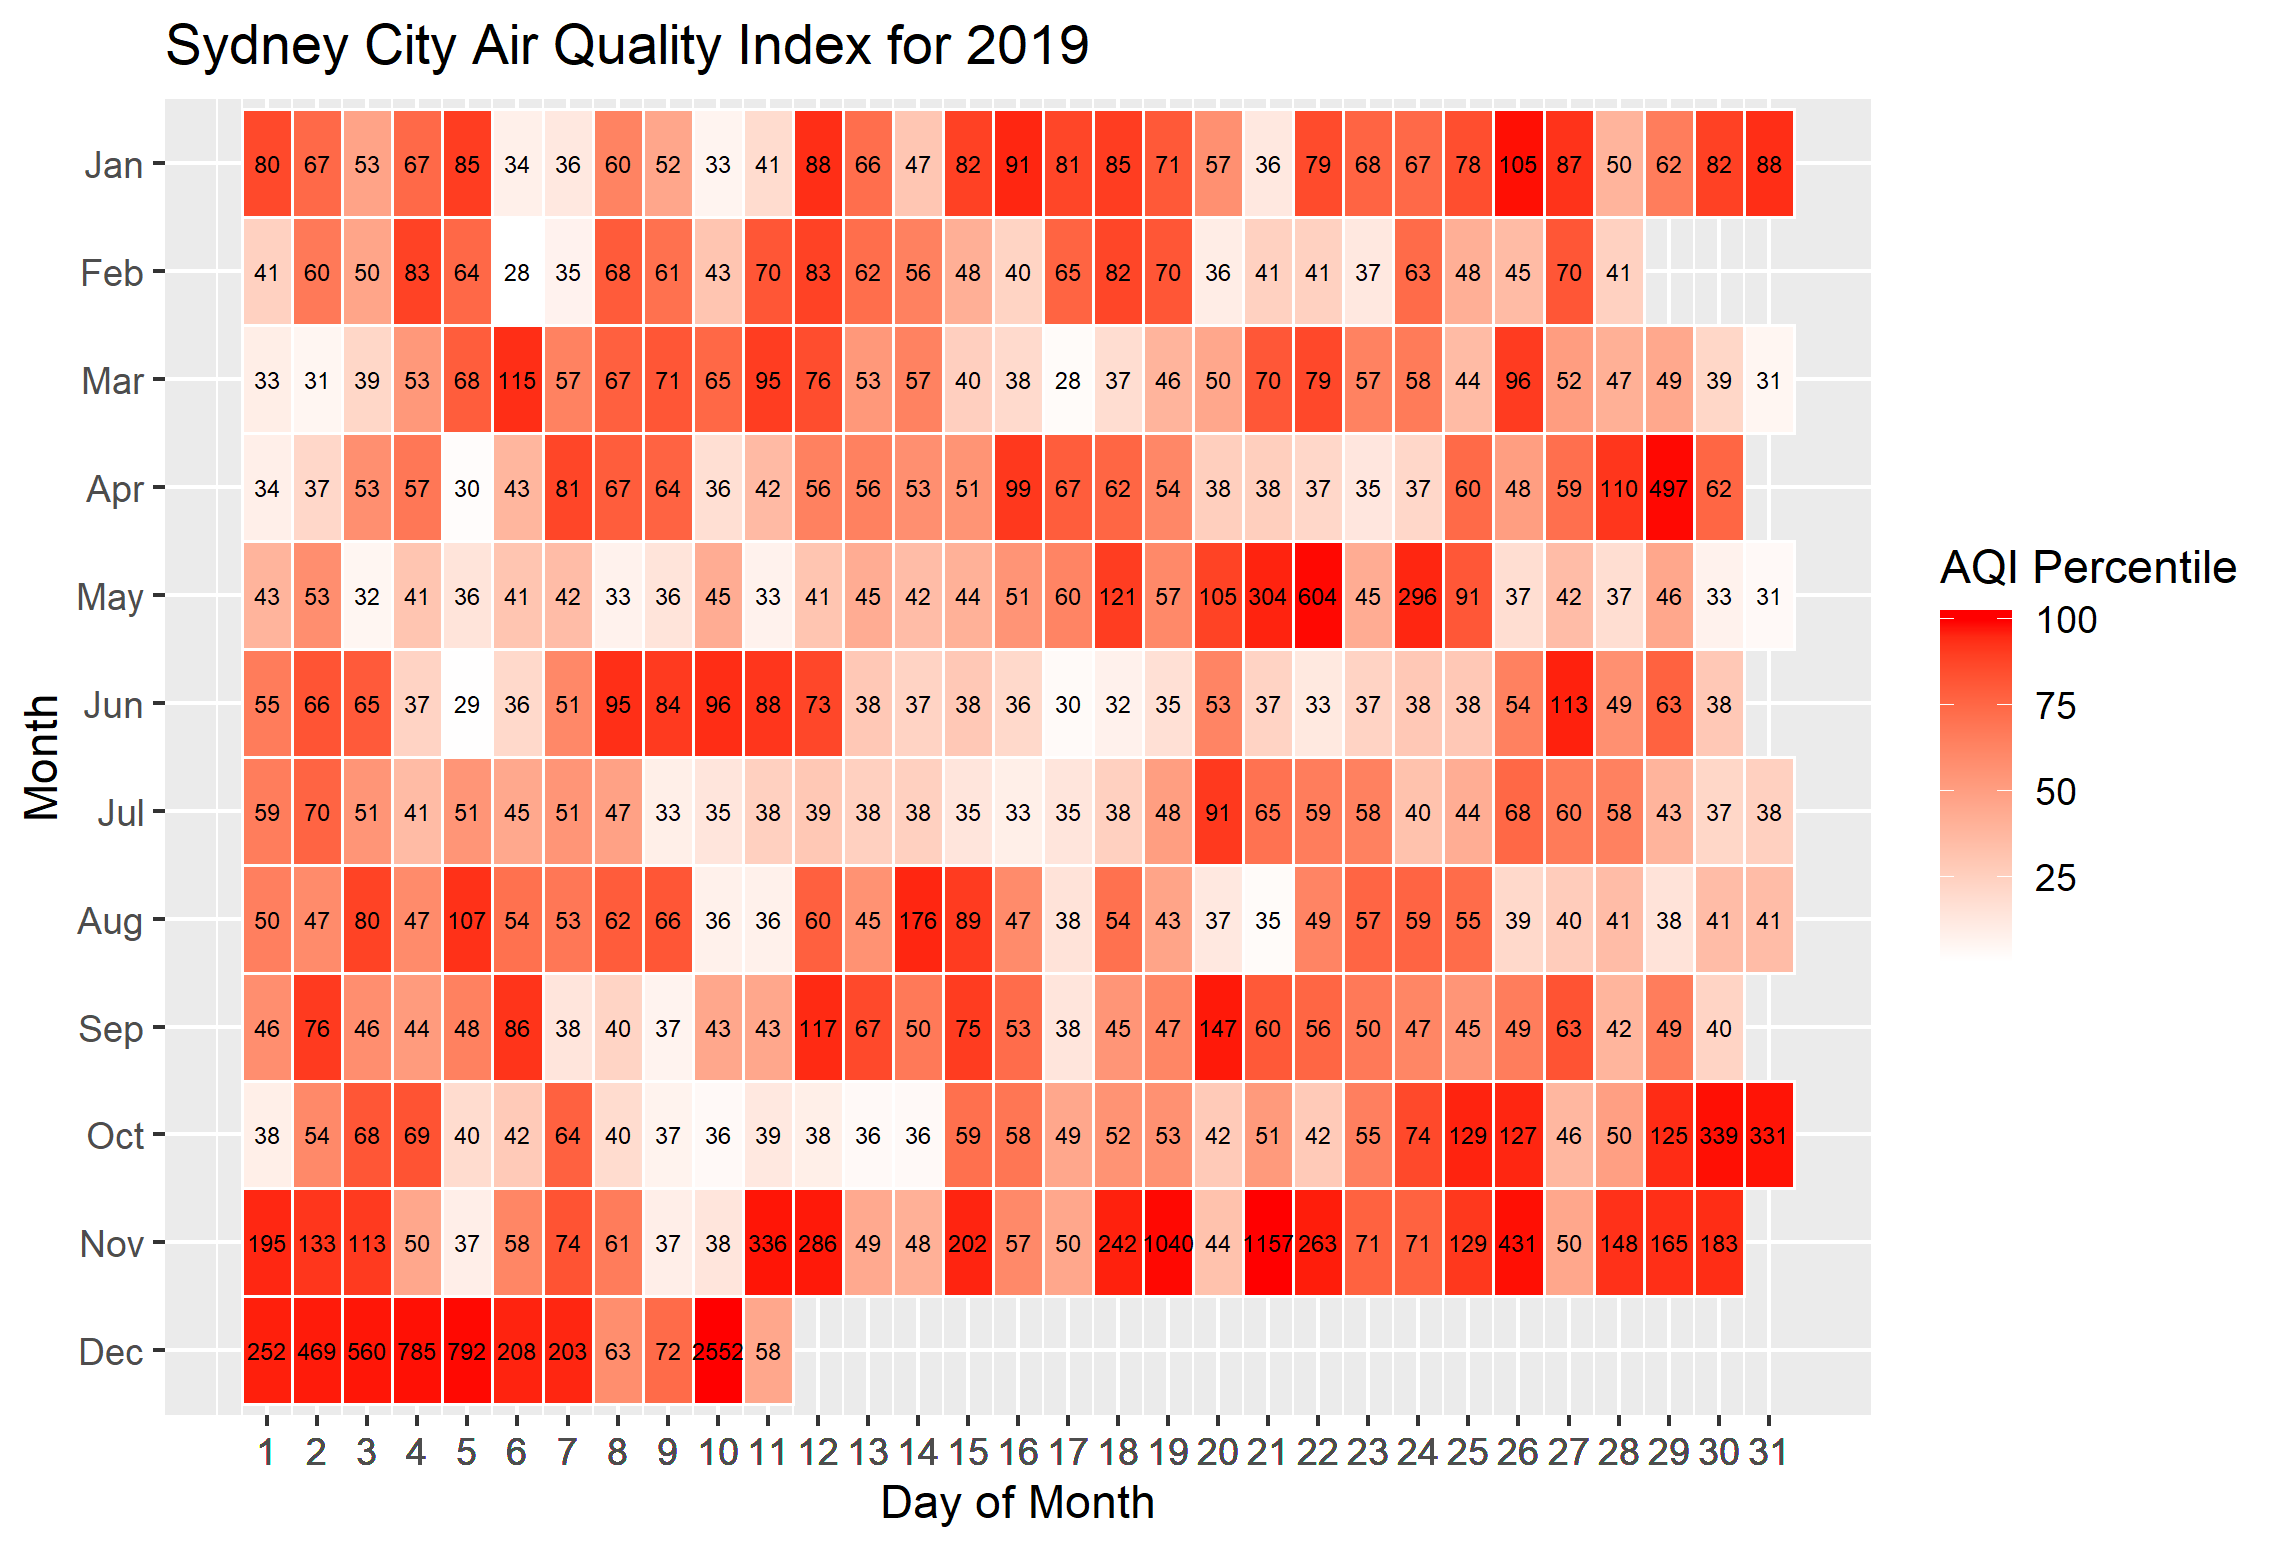 Sydney City Air Quality Index for 2019
Jan 80 67 53 67 85 34 36 60 52 33 41 88 66 47 82 91 81 85 71 57 36 79 68 67 78 105 87 50 62 82 88
Feb 41 60 50 83 64 28 35 68 61 43 70 83 62 56 48 40 65 82 70 36 41 41 37 63 48 45 70 41
Mar 33 31 39 53 68 115 57 67 71 65 95 76 53 57 40 38 28 37 46 50 70 79 57 58 44 96 52 47 49 39 31
Apr 34 37 53 57 30 43 81 67 64 36 42 56 56 53 51 99 67 62 54 38 38 37 35 37 60 48 59 110 497 62
May 43 53 32 41 36 41 42 33 36 45 33 41 45 42 44 51 60 121 57 105 304 604 45 296 91 37 42 37 46 33 31
Jun 55 66 65 37 29 36 51 95 84 96 88 73 38 37 38 36 30 32 35 53 37 33 37 38 38 54 113 49 63 38
Jul 59 70 51 41 51 45 51 47 33 35 38 39 38 38 35 33 35 38 48 91 65 59 58 40 44 68 60 58 43 37 38
Aug 50 47 80 47 107 54 53 62 66 36 36 60 45 176 89 47 38 54 43 37 35 49 57 59 55 39 40 41 38 41 41
Sep 46 76 46 44 48 86 38 40 37 43 43 117 67 50 75 53 38 45 47 147 60 56 50 47 45 49 63 42 49 40
Oct 38 54 68 69 40 42 64 40 37 36 39 38 36 36 59 58 49 52 53 42 51 42 55 74 129 127 46 50 125 339 331
Nov 195 133 113 50 37 58 74 61 37 38 336 286 49 48 202 57 50 242 1040 44 1157 263 71 71 129 431 50 148 165 183
Dec 252 469 560 785 792 208 203 63 72 2552 58
1 2 3 4 5 6 7 8 9 10 11 12 13 14 15 16 17 18 19 20 21 22 23 24 25 26 27 28 29 30 31
Day of Month
Month
AQI Percentile
100
75
50
25